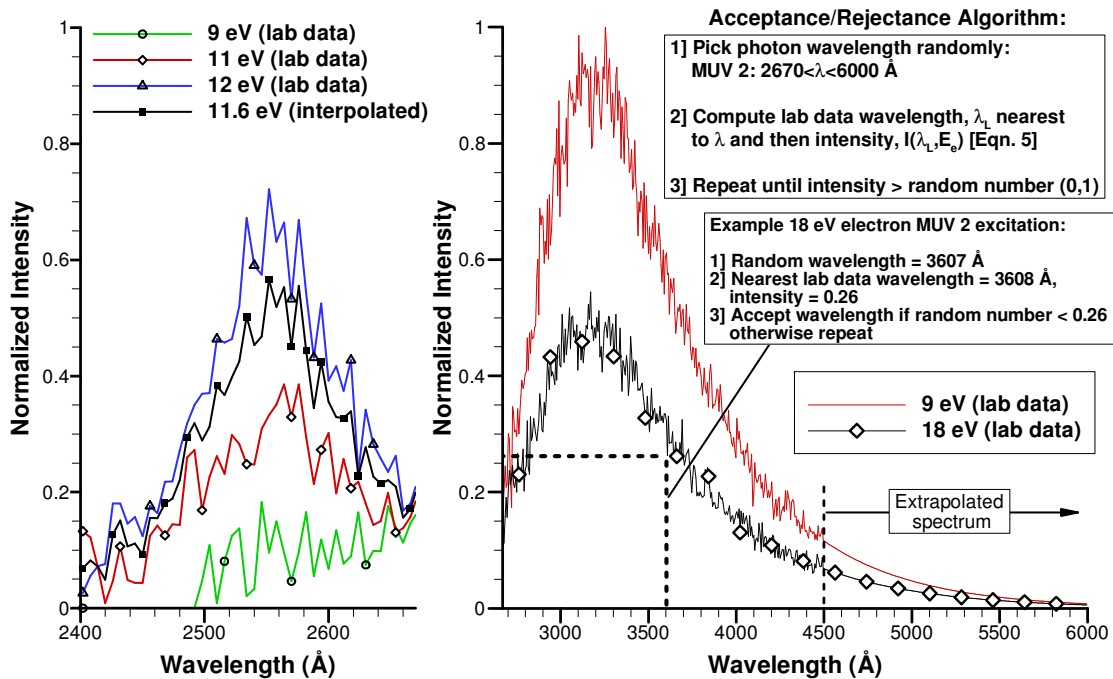 9 eV (lab data)
11 eV (lab data)
12 eV (lab data)
11.6 eV (interpolated)
Normalized Intensity
1
0.8
0.6
0.4
0.2
0
2400
2500
2600
Wavelength (Å)
Acceptance/Rejectance Algorithm:
1] Pick photon wavelength randomly:
MUV 2: 2670<λ<6000 Å
2] Compute lab data wavelength, λL nearest
to λ and then intensity, I(λL,Ee) [Eqn. 5]
3] Repeat until intensity > random number (0,1)
Example 18 eV electron MUV 2 excitation:
1] Random wavelength = 3607 Å
2] Nearest lab data wavelength = 3608 Å,
intensity = 0.26
3] Accept wavelength if random number < 0.26
otherwise repeat
9 eV (lab data)
18 eV (lab data)
Extrapolated
spectrum
Normalized Intensity
1
0.8
0.6
0.4
0.2
0
3000
3500
4000
4500
5000
5500
6000
Wavelength (Å)